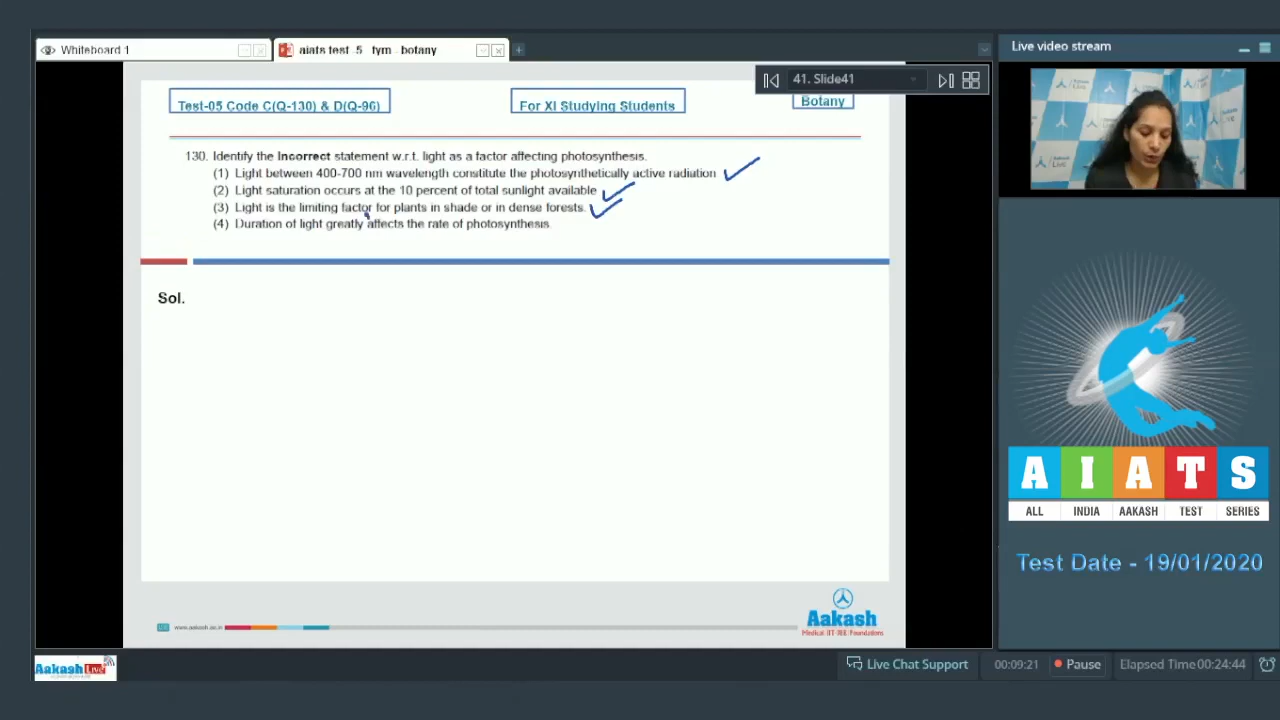 Whiteboard 1
aiats test -5_ tym - botany
Live video stream
41. Slide41
Test-05 Code C(Q-130) & D(Q-96)
For XI Studying Students
Botany
130. Identify the Incorrect statement w.r.t. light as a factor affecting photosynthesis.
(1) Light between 400-700 nm wavelength constitute the photosynthetically active radiation
(2) Light saturation occurs at the 10 percent of total sunlight available
(3) Light is the limiting factor for plants in shade or in dense forests.
(4) Duration of light greatly affects the rate of photosynthesis.
Sol.
www.aakash.ac.in
Aakash
Medical|IIT-JEE|Foundations
A I A T S
ALL INDIA AAKASH TEST SERIES
Test Date - 19/01/2020
Aakash Live
Live Chat Support
00:09:21
Pause
Elapsed Time 00:24:44